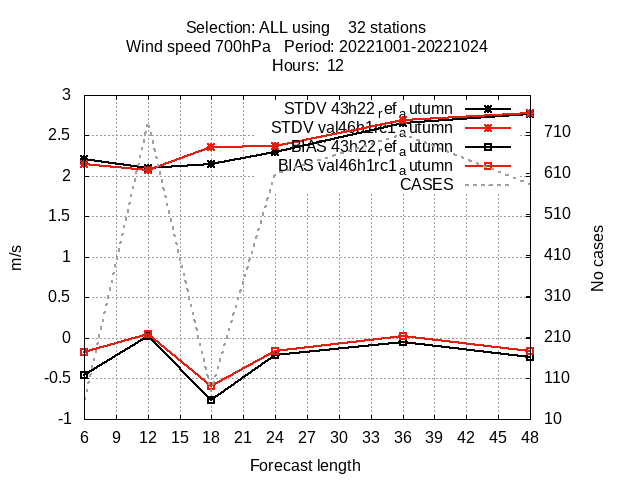 Selection: ALL using    32 stations
Wind speed 700hPa   Period: 20221001-20221024
Hours:  12
STDV 43h22_ref_autumn
STDV val46h1rc1_autumn
BIAS 43h22_ref_autumn
BIAS val46h1rc1_autumn
CASES
3
2.5
2
1.5
1
0.5
0
-0.5
-1
m/s
710
610
510
410
310
210
110
10
No cases
6 9 12 15 18 21 24 27 30 33 36 39 42 45 48
Forecast length